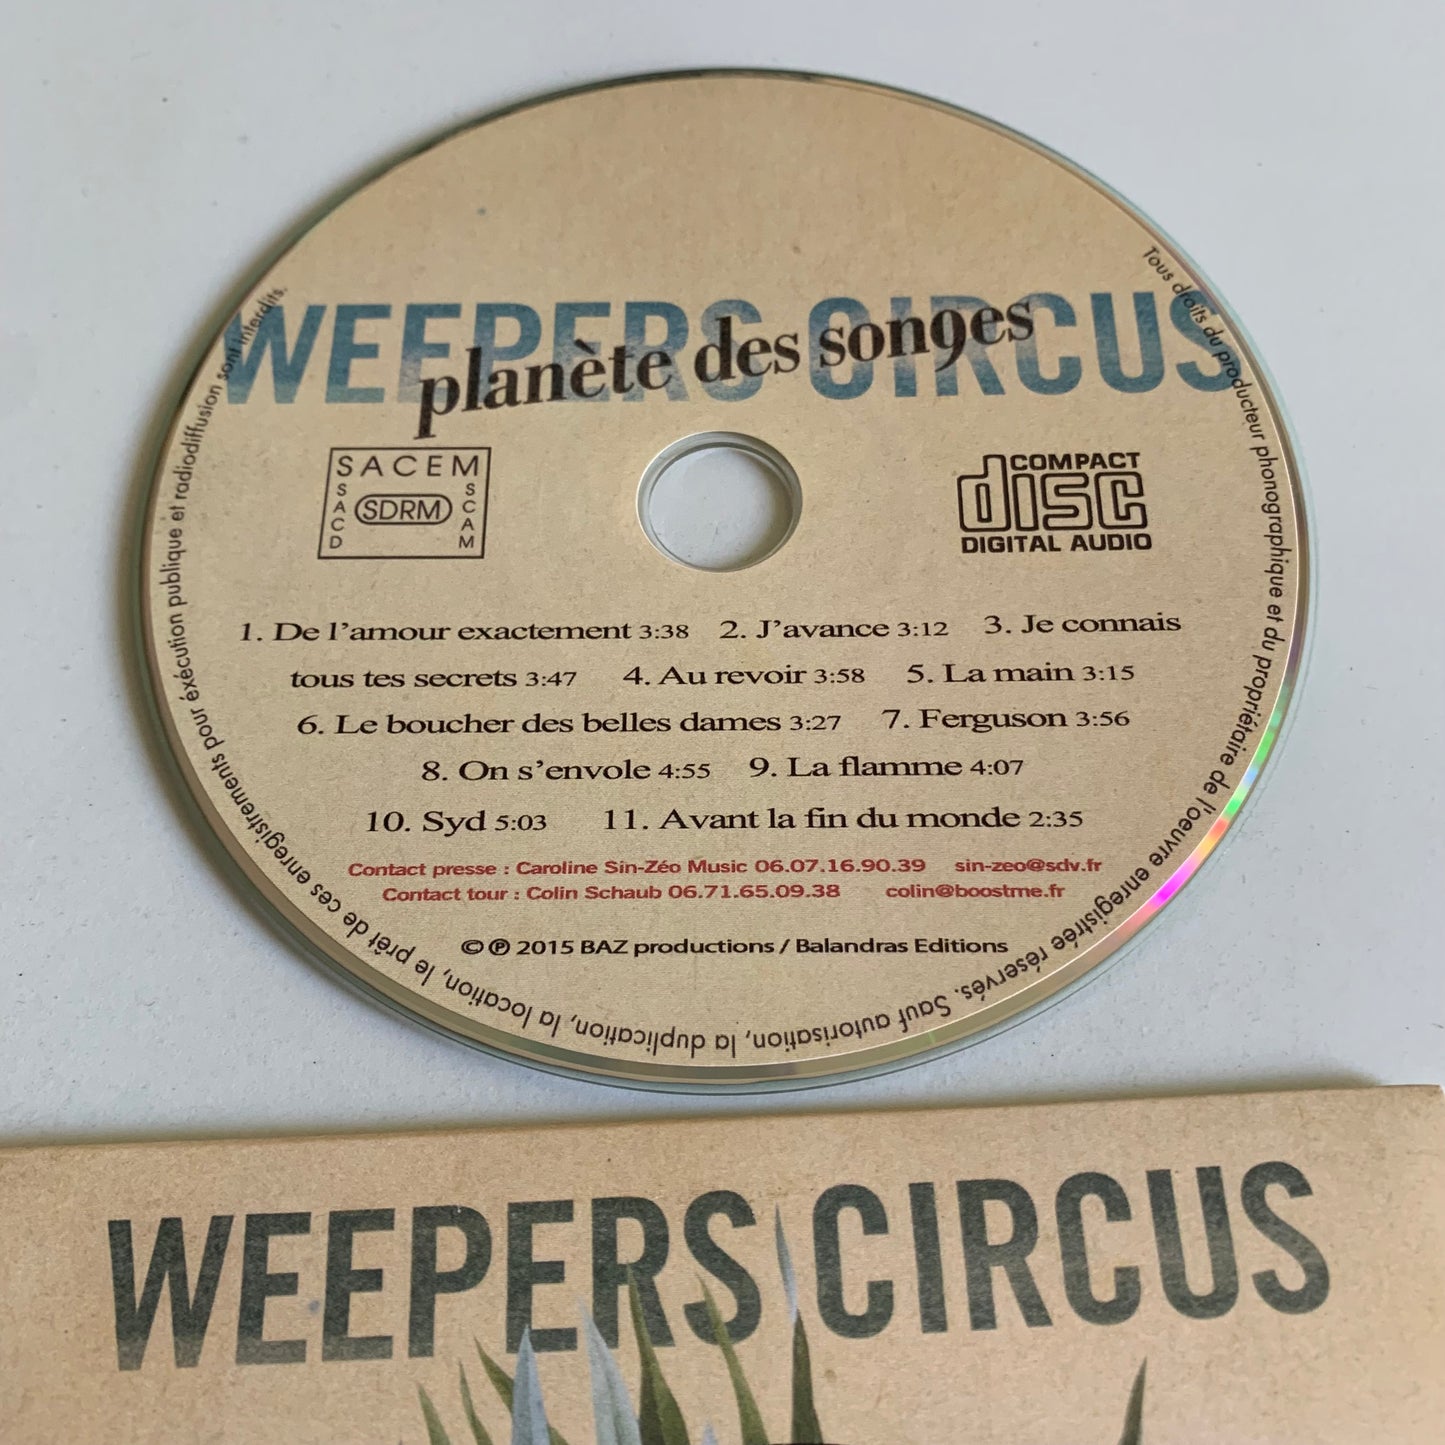 WEEPERS CIRCUS
planète des songes
SACEM
SACD
SDRM
SCAM
COMPACT
disc
DIGITAL AUDIO
1. De l'amour exactement 3:38 2. J'avance 3:12 3. Je connais
tous tes secrets 3:47 4. Au revoir 3:58 5. La main 3:15
6. Le boucher des belles dames 3:27 7. Ferguson 3:56
8. On s'envole 4:55 9. La flamme 4:07
10. Syd 5:03 11. Avant la fin du monde 2:35
Contact presse : Caroline Sin-Zéo Music 06.07.16.90.39 sin-zeo@sdv.fr
Contact tour : Colin Schaub 06.71.65.09.38 colin@boostme.fr
© ℗ 2015 BAZ productions / Balandras Editions
Tous droits du producteur phonographique et du propriétaire de l'oeuvre enregistrée réservés. Sauf autorisation, la duplication, la location, le prêt de ces enregistrements pour éxécution publique et radiodiffusion sont interdits.
WEEPERS CIRCUS